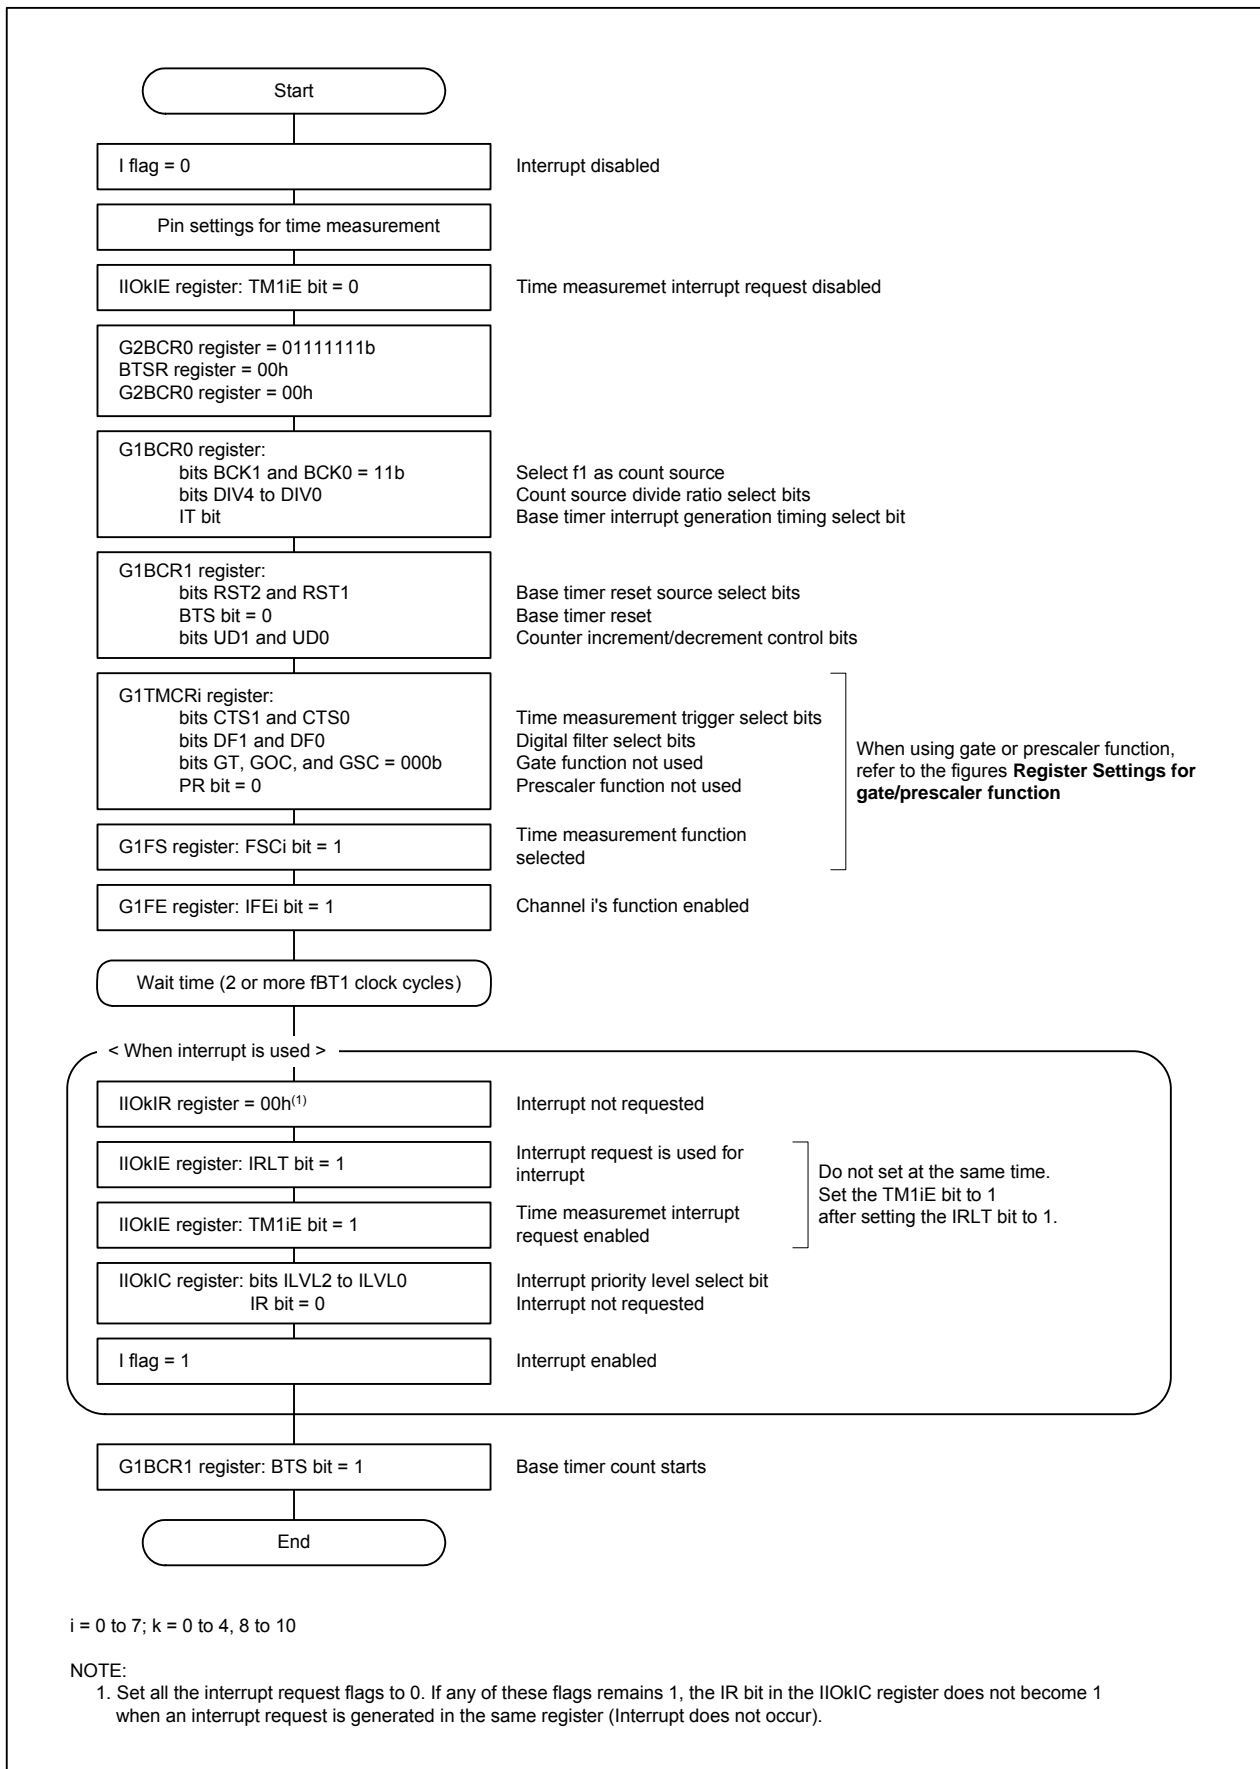 Start
I flag = 0
Interrupt disabled
Pin settings for time measurement
IIOkIE register: TM1iE bit = 0
Time measuremet interrupt request disabled
G2BCR0 register = 01111111b
BTSR register = 00h
G2BCR0 register = 00h
G1BCR0 register:
bits BCK1 and BCK0 = 11b
Select f1 as count source
bits DIV4 to DIV0
Count source divide ratio select bits
IT bit
Base timer interrupt generation timing select bit
G1BCR1 register:
bits RST2 and RST1
Base timer reset source select bits
BTS bit = 0
Base timer reset
bits UD1 and UD0
Counter increment/decrement control bits
G1TMCRi register:
bits CTS1 and CTS0
Time measurement trigger select bits
bits DF1 and DF0
Digital filter select bits
bits GT, GOC, and GSC = 000b
Gate function not used
PR bit = 0
Prescaler function not used
When using gate or prescaler function,
refer to the figures Register Settings for
gate/prescaler function
G1FS register: FSCi bit = 1
Time measurement function
selected
G1FE register: IFEi bit = 1
Channel i's function enabled
Wait time (2 or more fBT1 clock cycles)
< When interrupt is used >
IIOkIR register = 00h(1)
Interrupt not requested
IIOkIE register: IRLT bit = 1
Interrupt request is used for
interrupt
IIOkIE register: TM1iE bit = 1
Time measuremet interrupt
request enabled
Do not set at the same time.
Set the TM1iE bit to 1
after setting the IRLT bit to 1.
IIOkIC register: bits ILVL2 to ILVL0
Interrupt priority level select bit
IR bit = 0
Interrupt not requested
I flag = 1
Interrupt enabled
G1BCR1 register: BTS bit = 1
Base timer count starts
End
i = 0 to 7; k = 0 to 4, 8 to 10
NOTE:
1. Set all the interrupt request flags to 0. If any of these flags remains 1, the IR bit in the IIOkIC register does not become 1
when an interrupt request is generated in the same register (Interrupt does not occur).